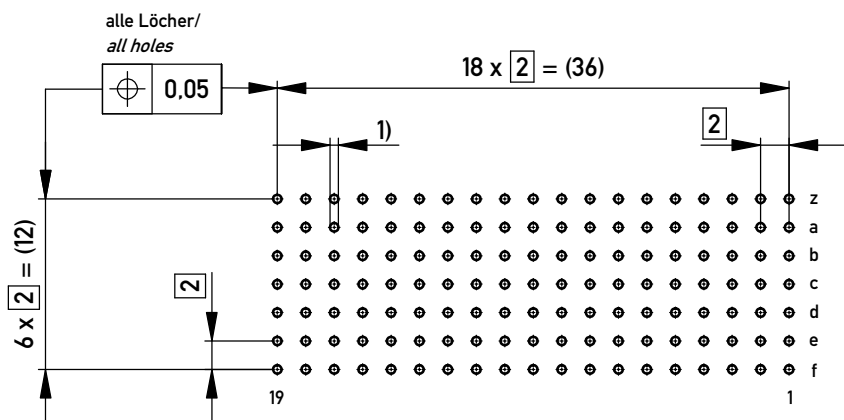 alle Löcher/
all holes
0,05
18 x 2 = (36)
1)
2
z
a
b
c
d
e
f
6 x 2 = (12)
2
19
1